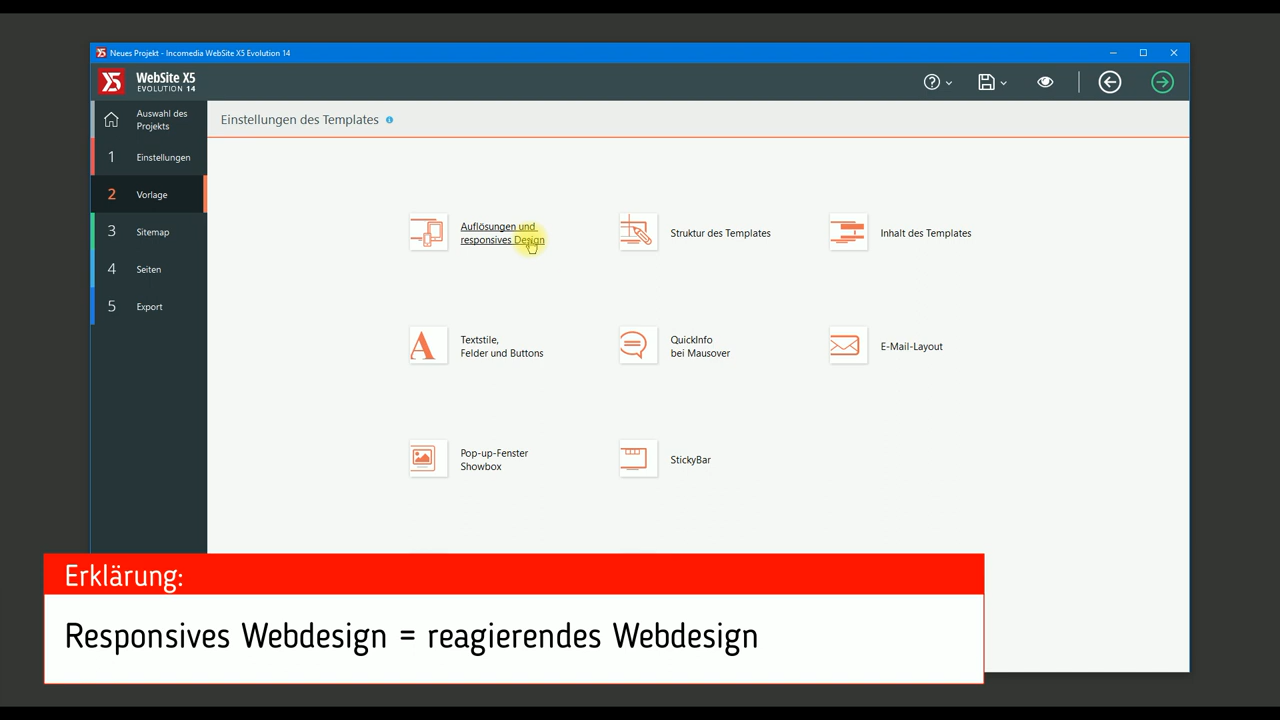 Neues Projekt - Incomedia WebSite X5 Evolution 14
X5
WebSite X5
EVOLUTION 14
Auswahl des
Projekts
1 Einstellungen
2 Vorlage
3 Sitemap
4 Seiten
5 Export
Einstellungen des Templates
Auflösungen und
responsives Design
Struktur des Templates
Inhalt des Templates
Textstile,
Felder und Buttons
QuickInfo
bei Mausover
E-Mail-Layout
Pop-up-Fenster
Showbox
StickyBar
Erklärung:
Responsives Webdesign = reagierendes Webdesign